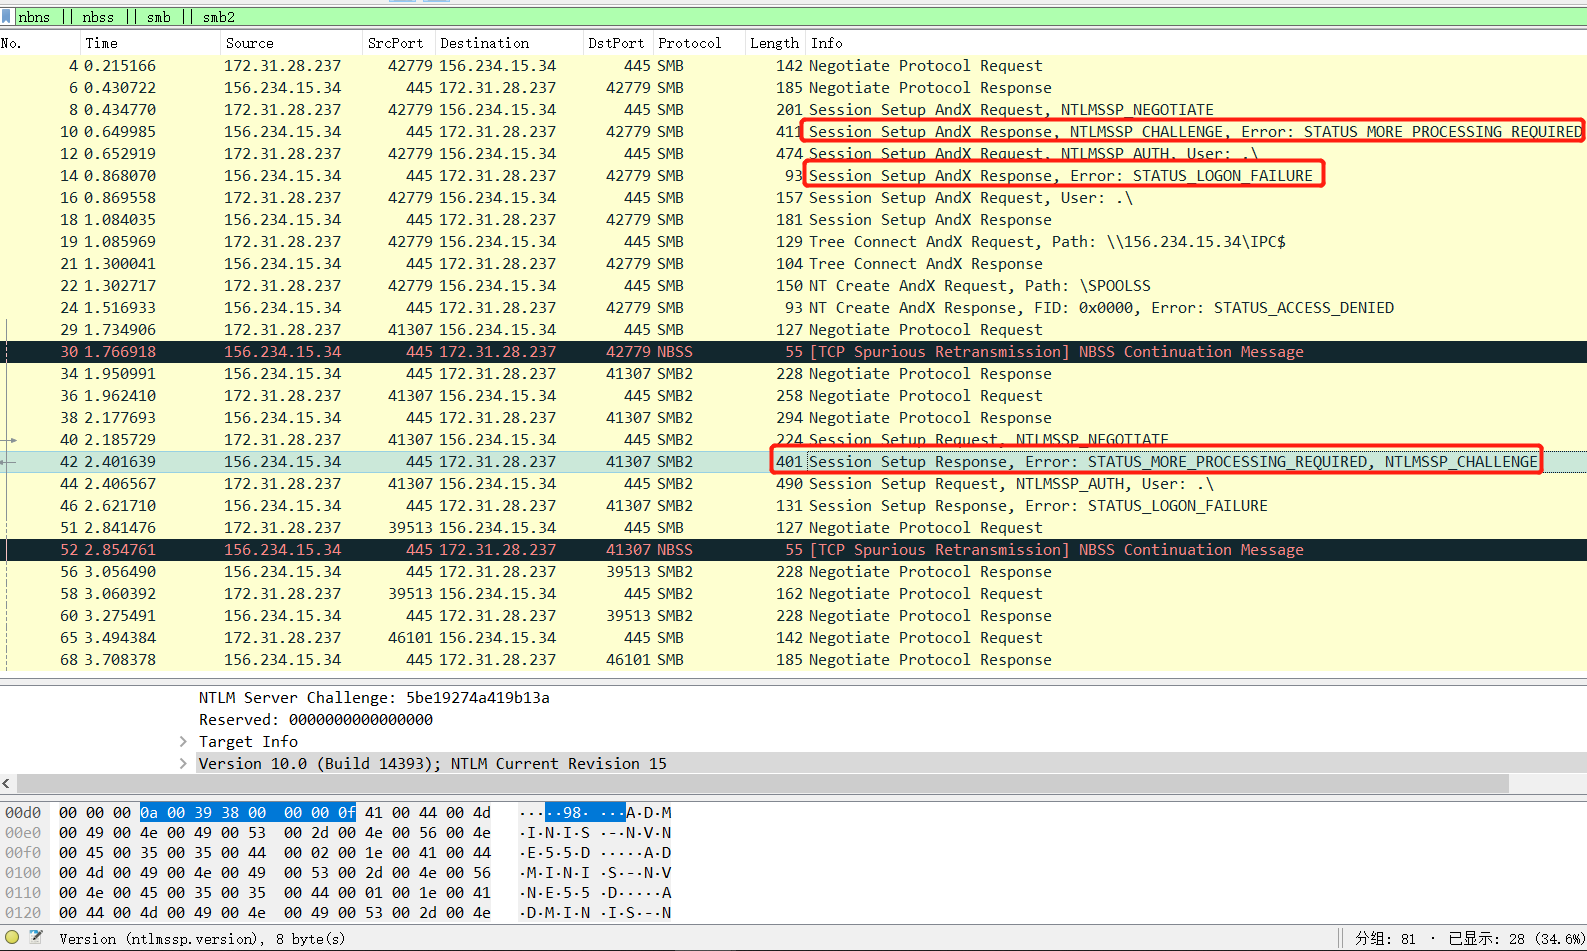 nbns || nbss || smb || smb2
No. Time Source SrcPort Destination DstPort Protocol Length Info
4 0.215166 172.31.28.237 42779 156.234.15.34 445 SMB 142 Negotiate Protocol Request
6 0.430722 156.234.15.34 445 172.31.28.237 42779 SMB 185 Negotiate Protocol Response
8 0.434770 172.31.28.237 42779 156.234.15.34 445 SMB 201 Session Setup AndX Request, NTLMSSP_NEGOTIATE
10 0.649985 156.234.15.34 445 172.31.28.237 42779 SMB 411 Session Setup AndX Response, NTLMSSP_CHALLENGE, Error: STATUS_MORE_PROCESSING_REQUIRED
12 0.652919 172.31.28.237 42779 156.234.15.34 445 SMB 474 Session Setup AndX Request, NTLMSSP_AUTH, User: .\
14 0.868070 156.234.15.34 445 172.31.28.237 42779 SMB 93 Session Setup AndX Response, Error: STATUS_LOGON_FAILURE
16 0.869558 172.31.28.237 42779 156.234.15.34 445 SMB 157 Session Setup AndX Request, User: .\
18 1.084035 156.234.15.34 445 172.31.28.237 42779 SMB 181 Session Setup AndX Response
19 1.085969 172.31.28.237 42779 156.234.15.34 445 SMB 129 Tree Connect AndX Request, Path: \\156.234.15.34\IPC$
21 1.300041 156.234.15.34 445 172.31.28.237 42779 SMB 104 Tree Connect AndX Response
22 1.302717 172.31.28.237 42779 156.234.15.34 445 SMB 150 NT Create AndX Request, Path: \SPOOLSS
24 1.516933 156.234.15.34 445 172.31.28.237 42779 SMB 93 NT Create AndX Response, FID: 0x0000, Error: STATUS_ACCESS_DENIED
29 1.734906 172.31.28.237 41307 156.234.15.34 445 SMB 127 Negotiate Protocol Request
30 1.766918 156.234.15.34 445 172.31.28.237 42779 NBSS 55 [TCP Spurious Retransmission] NBSS Continuation Message
34 1.950991 156.234.15.34 445 172.31.28.237 41307 SMB2 228 Negotiate Protocol Response
36 1.962410 172.31.28.237 41307 156.234.15.34 445 SMB2 258 Negotiate Protocol Request
38 2.177693 156.234.15.34 445 172.31.28.237 41307 SMB2 294 Negotiate Protocol Response
40 2.185729 172.31.28.237 41307 156.234.15.34 445 SMB2 224 Session Setup Request, NTLMSSP_NEGOTIATE
42 2.401639 156.234.15.34 445 172.31.28.237 41307 SMB2 401 Session Setup Response, Error: STATUS_MORE_PROCESSING_REQUIRED, NTLMSSP_CHALLENGE
44 2.406567 172.31.28.237 41307 156.234.15.34 445 SMB2 490 Session Setup Request, NTLMSSP_AUTH, User: .\
46 2.621710 156.234.15.34 445 172.31.28.237 41307 SMB2 131 Session Setup Response, Error: STATUS_LOGON_FAILURE
51 2.841476 172.31.28.237 39513 156.234.15.34 445 SMB 127 Negotiate Protocol Request
52 2.854761 156.234.15.34 445 172.31.28.237 41307 NBSS 55 [TCP Spurious Retransmission] NBSS Continuation Message
56 3.056490 156.234.15.34 445 172.31.28.237 39513 SMB2 228 Negotiate Protocol Response
58 3.060392 172.31.28.237 39513 156.234.15.34 445 SMB2 162 Negotiate Protocol Request
60 3.275491 156.234.15.34 445 172.31.28.237 39513 SMB2 228 Negotiate Protocol Response
65 3.494384 172.31.28.237 46101 156.234.15.34 445 SMB 142 Negotiate Protocol Request
68 3.708378 156.234.15.34 445 172.31.28.237 46101 SMB 185 Negotiate Protocol Response
NTLM Server Challenge: 5be19274a419b13a
Reserved: 0000000000000000
Target Info
Version 10.0 (Build 14393); NTLM Current Revision 15
00d0 00 00 00 0a 00 39 38 00 00 00 0f 41 00 44 00 4d ·····98· ···A·D·M
00e0 00 49 00 4e 00 49 00 53 00 2d 00 4e 00 56 00 4e ·I·N·I·S ·-·N·V·N
00f0 00 45 00 35 00 35 00 44 00 02 00 1e 00 41 00 44 ·E·5·5·D ·····A·D
0100 00 4d 00 49 00 4e 00 49 00 53 00 2d 00 4e 00 56 ·M·I·N·I ·S·-·N·V
0110 00 4e 00 45 00 35 00 35 00 44 00 01 00 1e 00 41 ·N·E·5·5 ·D·····A
0120 00 44 00 4d 00 49 00 4e 00 49 00 53 00 2d 00 4e ·D·M·I·N ·I·S·-·N
Version (ntlmssp.version), 8 byte(s) 分组: 81 · 已显示: 28 (34.6%)